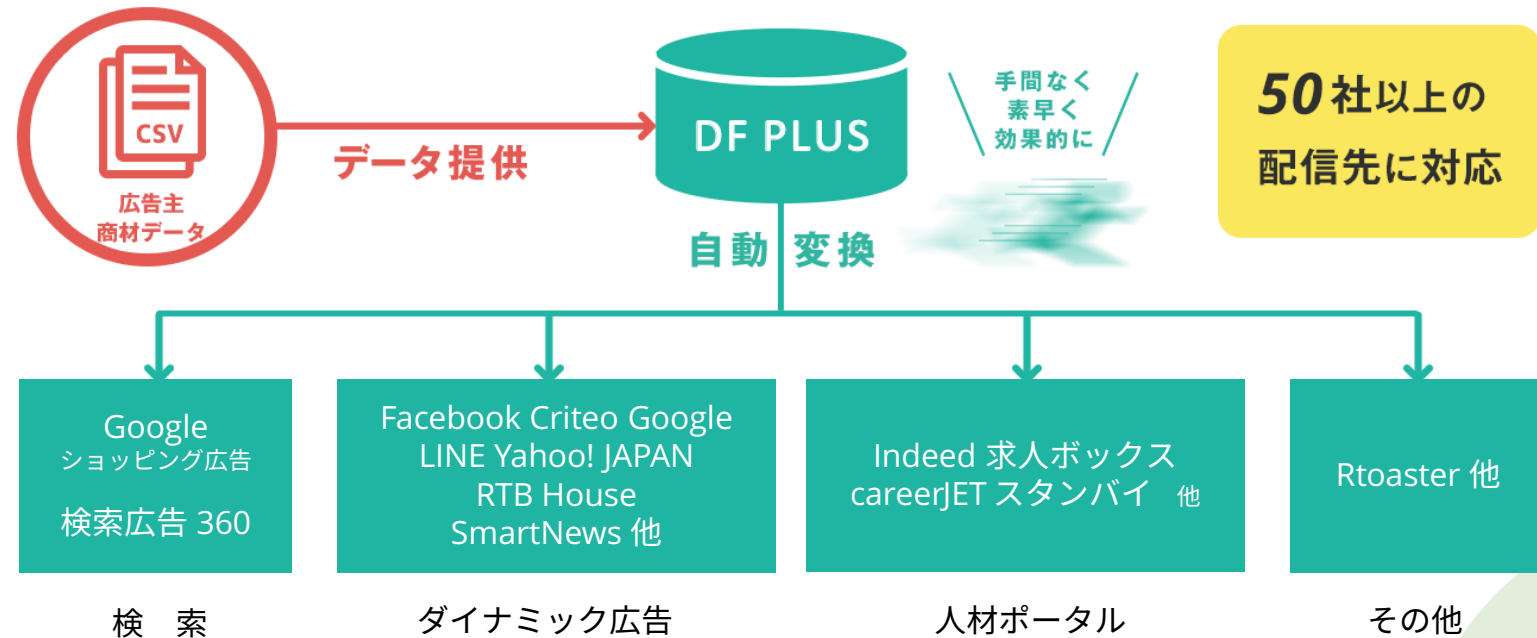 CSV
広告主
商材データ
データ提供
DF PLUS
手間なく
素早く
効果的に
50社以上の
配信先に対応
自動変換
Google
ショッピング広告
検索広告 360
Facebook Criteo Google
LINE Yahoo! JAPAN
RTB House
SmartNews 他
Indeed 求人ボックス
careerJET スタンバイ 他
Rtoaster 他
検 索
ダイナミック広告
人材ポータル
その他